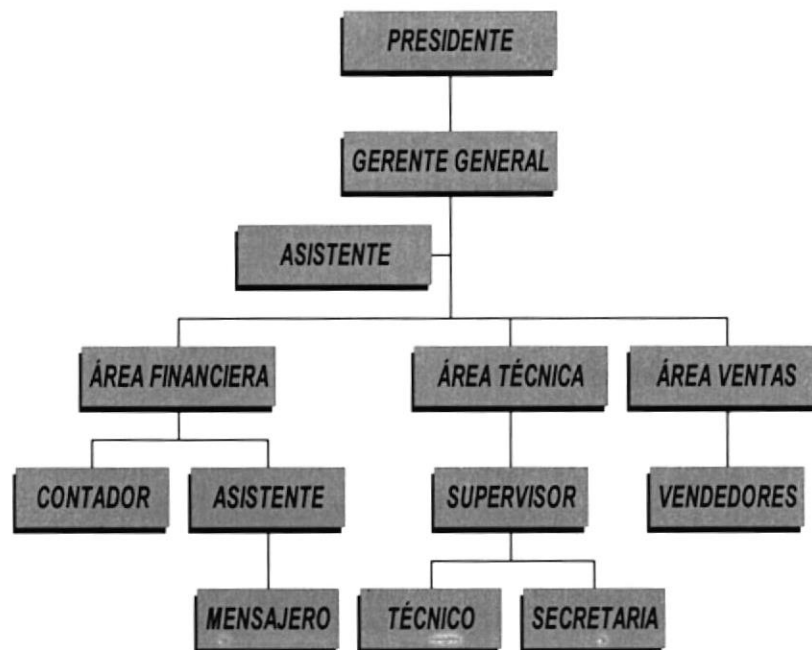 PRESIDENTE
GERENTE GENERAL
ASISTENTE
ÁREA FINANCIERA
ÁREA TÉCNICA
ÁREA VENTAS
CONTADOR
ASISTENTE
SUPERVISOR
VENDEDORES
MENSAJERO
TÉCNICO
SECRETARIA